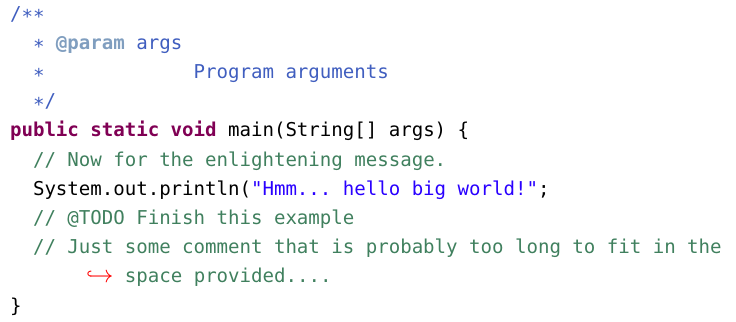 /**
  * @param args
  *             Program arguments
  */
public static void main(String[] args) {
  // Now for the enlightening message.
  System.out.println("Hmm... hello big world!";
  // @TODO Finish this example
  // Just some comment that is probably too long to fit in the
      ↪ space provided....
}